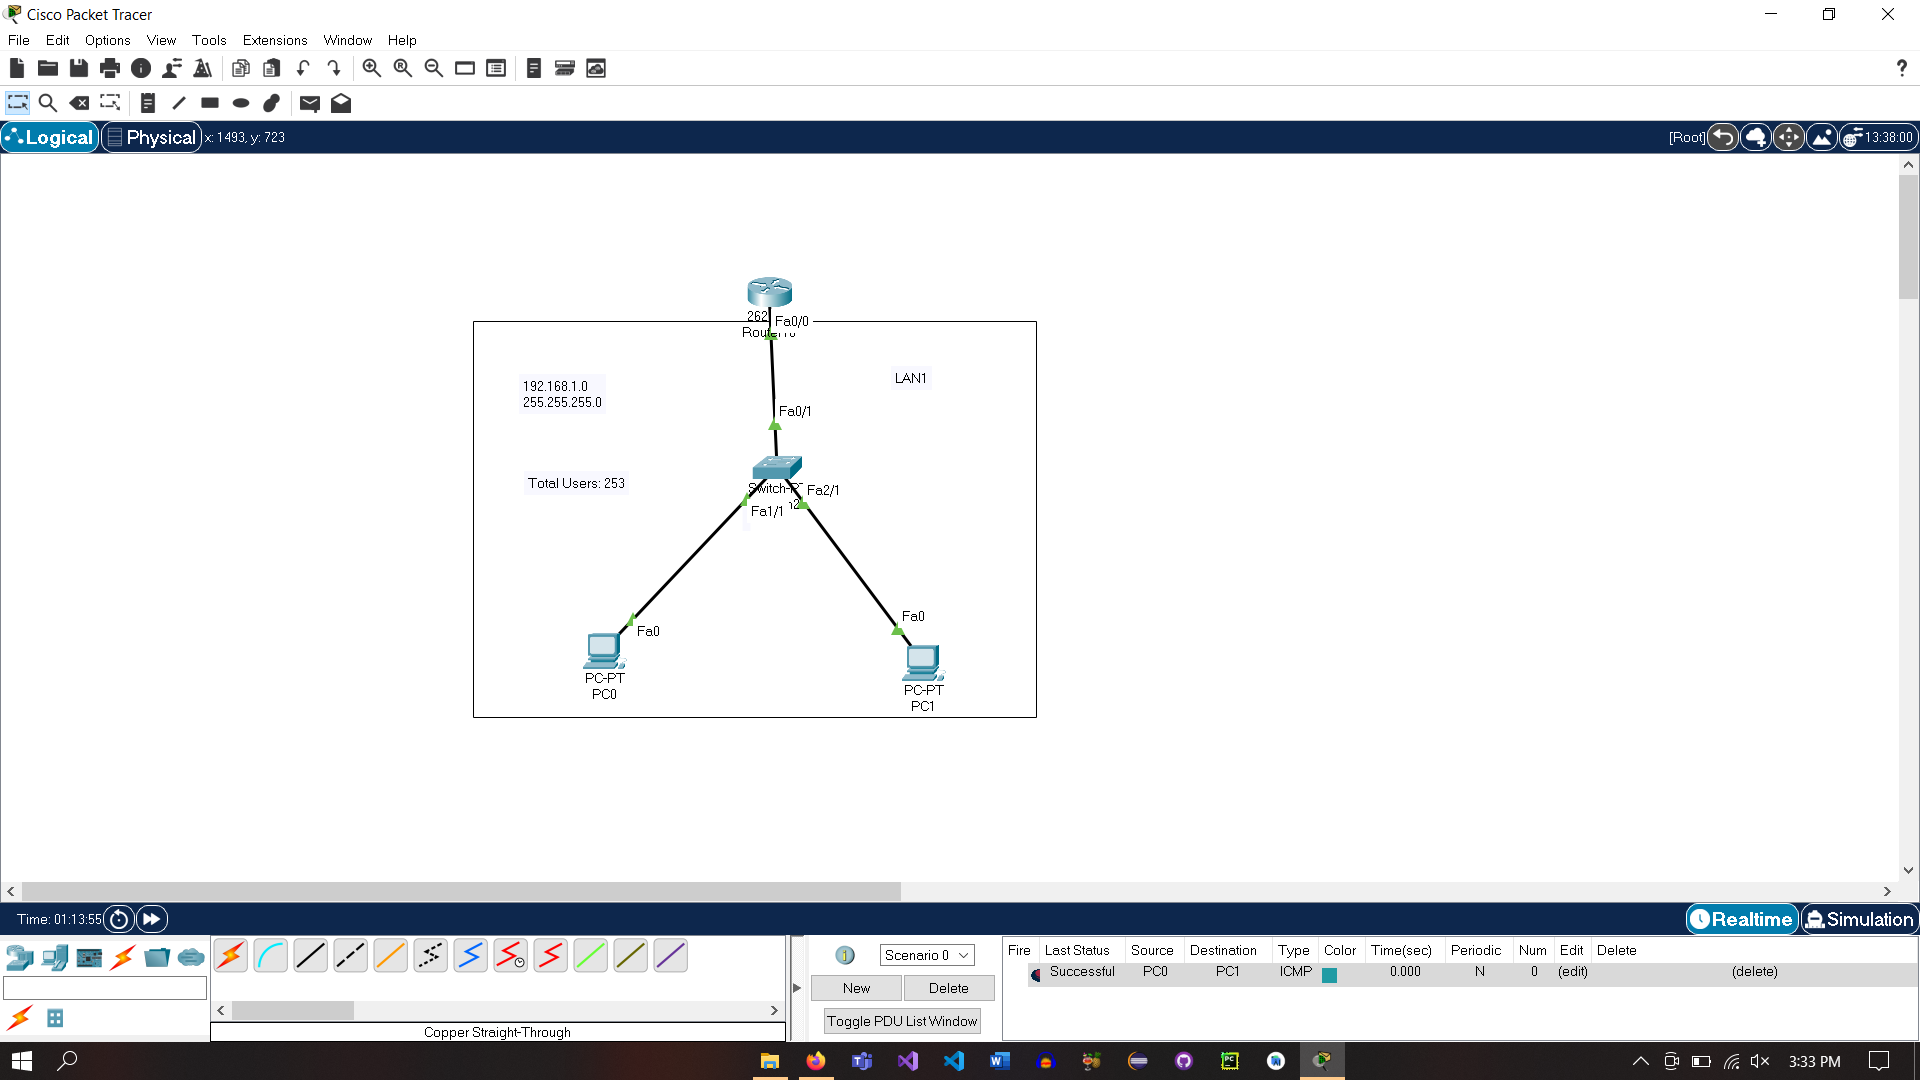 Cisco Packet Tracer
File Edit Options View Tools Extensions Window Help
Logical Physical x: 1493, y: 723 [Root] 13:38:00
262
Fa0/0
192.168.1.0
255.255.255.0
LAN1
Fa0/1
Total Users: 253
Fa2/1
Fa1/1
Fa0
Fa0
PC-PT
PC0
PC-PT
PC1
Time: 01:13:55 Realtime Simulation
Scenario 0
New Delete
Toggle PDU List Window
Fire Last Status Source Destination Type Color Time(sec) Periodic Num Edit Delete
Successful PC0 PC1 ICMP 0.000 N 0 (edit) (delete)
Copper Straight-Through
3:33 PM